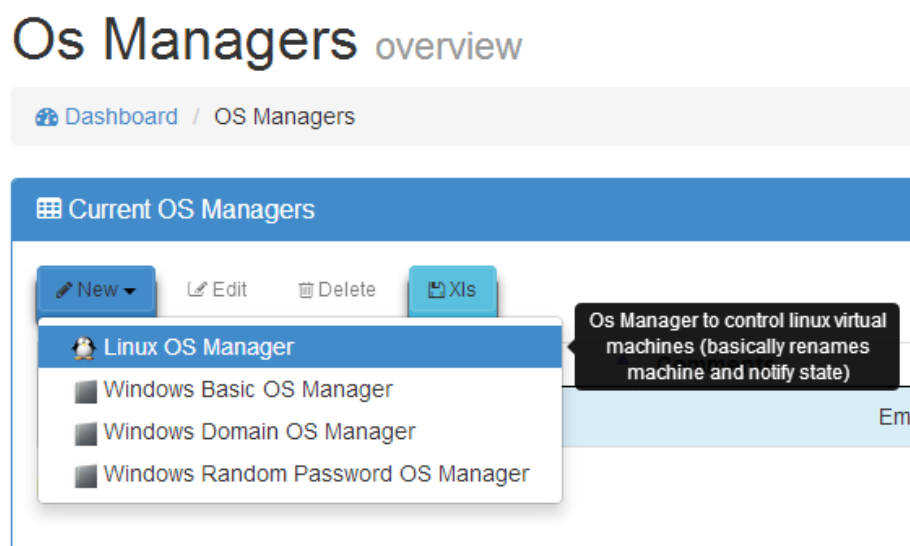 Os Managers overview
Dashboard / OS Managers
Current OS Managers
New Edit Delete Xls
Linux OS Manager
Windows Basic OS Manager
Windows Domain OS Manager
Windows Random Password OS Manager
Os Manager to control linux virtual
machines (basically renames
machine and notify state)
Comments
Em